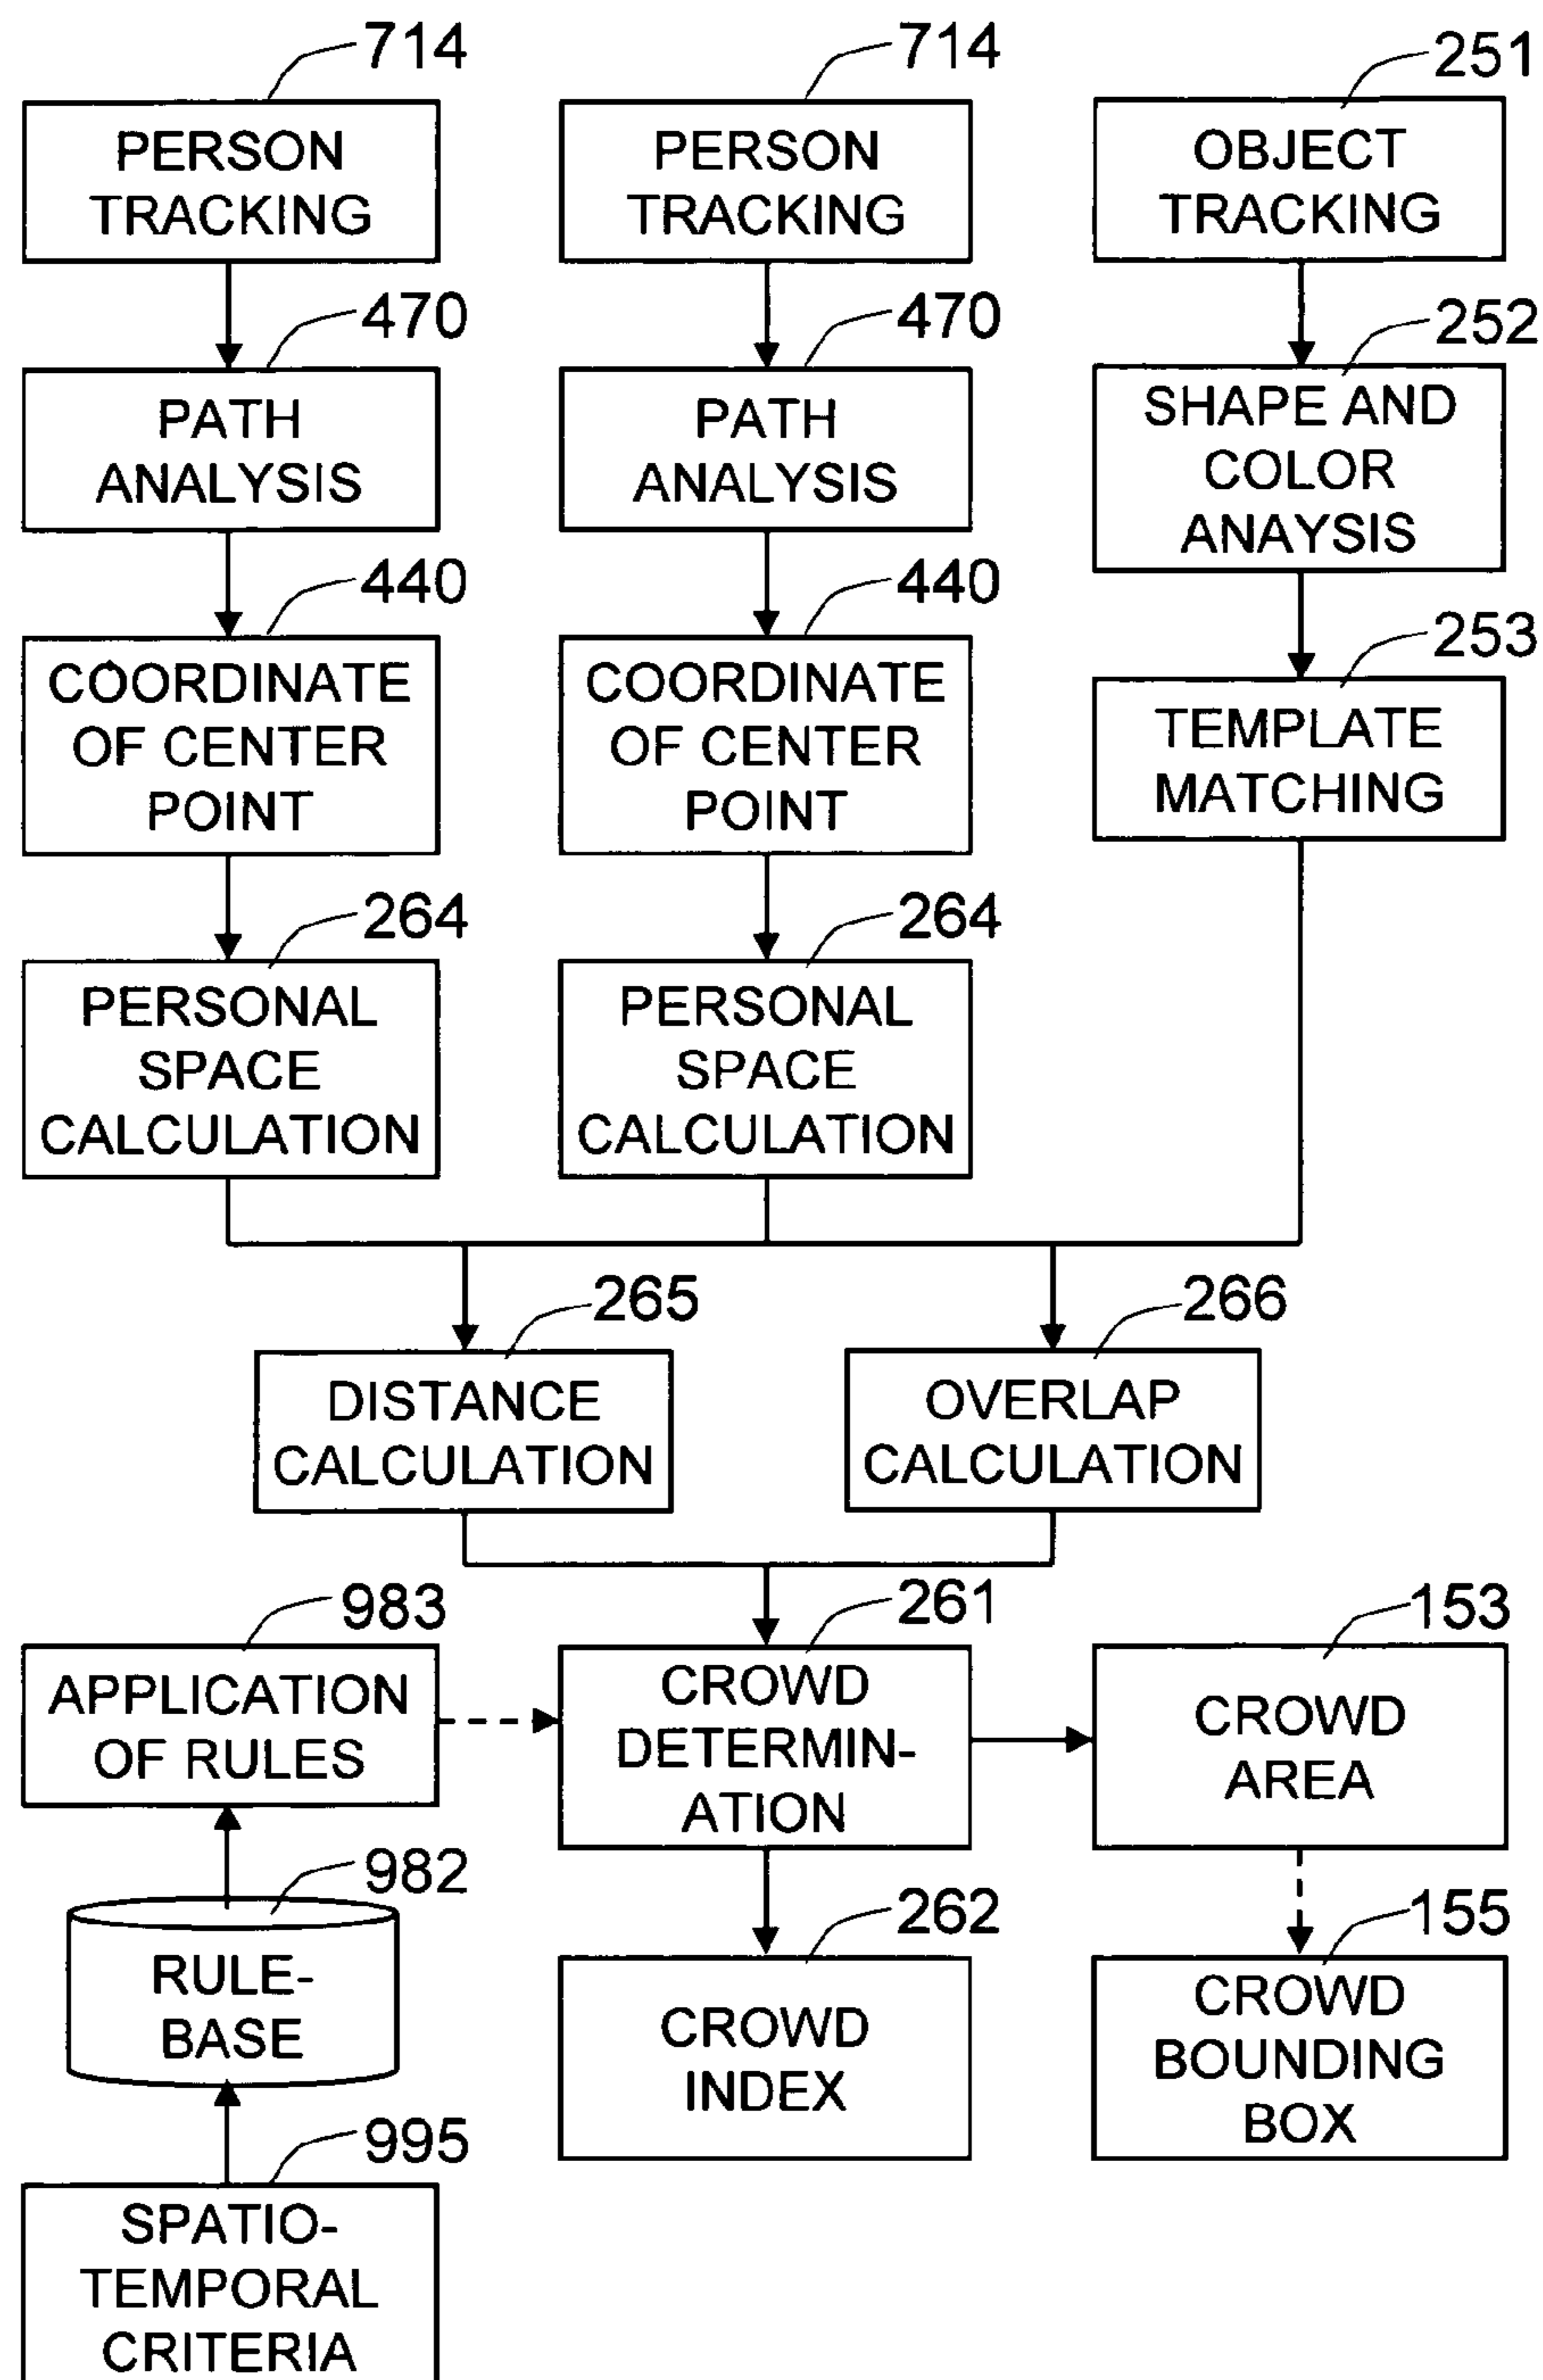 714
714
251
PERSON
TRACKING
PERSON
TRACKING
OBJECT
TRACKING
470
470
252
PATH
ANALYSIS
PATH
ANALYSIS
SHAPE AND
COLOR
ANAYSIS
440
440
253
COORDINATE
OF CENTER
POINT
COORDINATE
OF CENTER
POINT
TEMPLATE
MATCHING
264
264
PERSONAL
SPACE
CALCULATION
PERSONAL
SPACE
CALCULATION
265
266
DISTANCE
CALCULATION
OVERLAP
CALCULATION
983
261
153
APPLICATION
OF RULES
CROWD
DETERMIN-
ATION
CROWD
AREA
982
262
155
RULE-
BASE
CROWD
INDEX
CROWD
BOUNDING
BOX
995
SPATIO-
TEMPORAL
CRITERIA